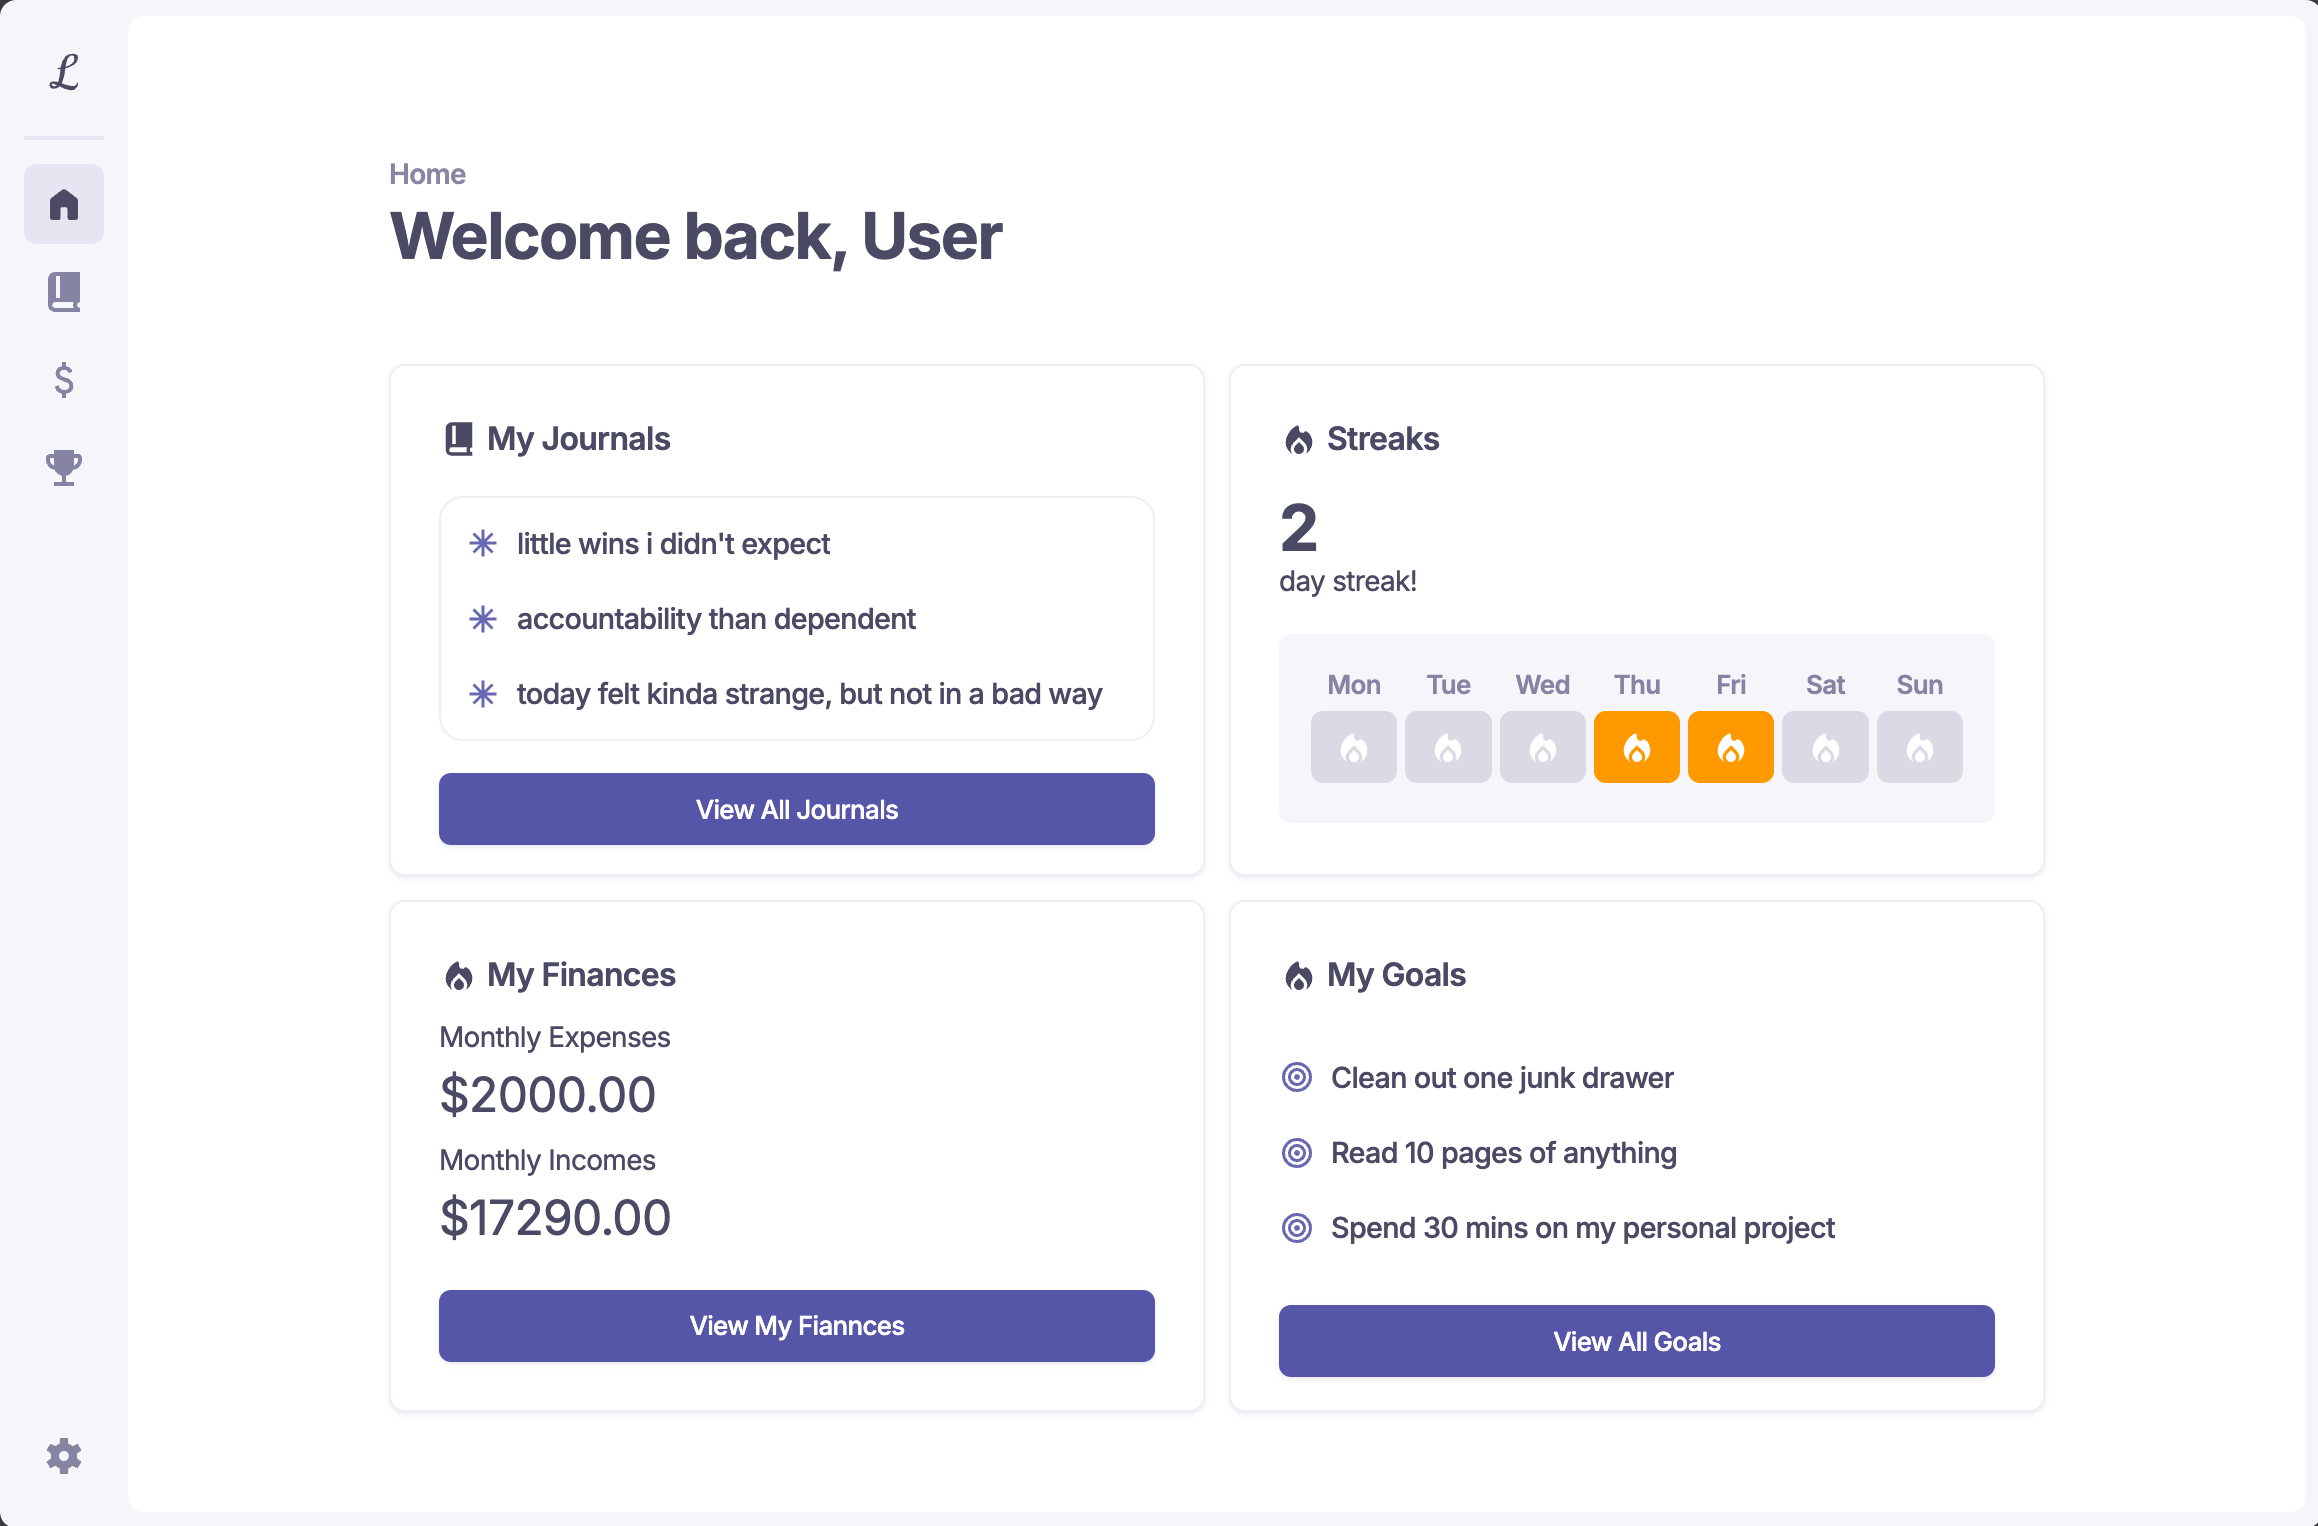 ℒ
Home
Welcome back, User
My Journals
little wins i didn't expect
accountability than dependent
today felt kinda strange, but not in a bad way
View All Journals
Streaks
2
day streak!
Mon Tue Wed Thu Fri Sat Sun
My Finances
Monthly Expenses
$2000.00
Monthly Incomes
$17290.00
View My Fiannces
My Goals
Clean out one junk drawer
Read 10 pages of anything
Spend 30 mins on my personal project
View All Goals